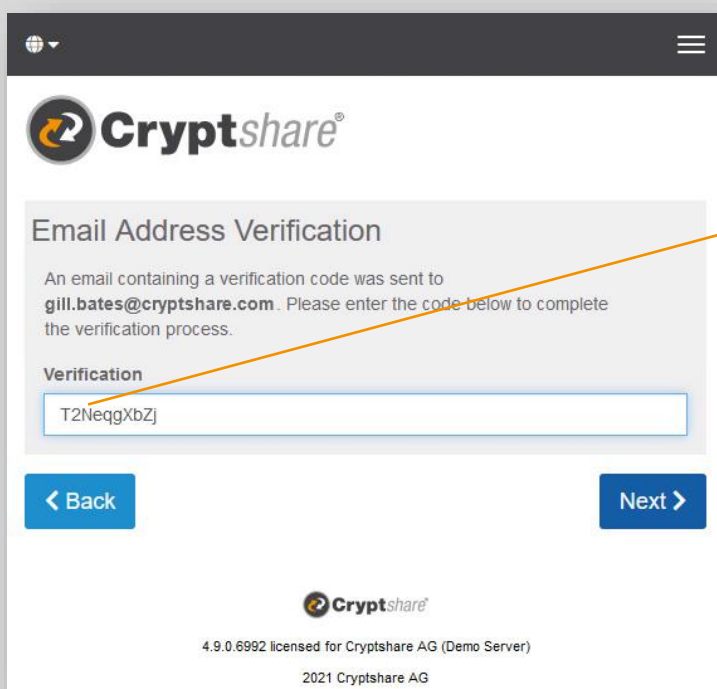 Cryptshare®
Email Address Verification
An email containing a verification code was sent to
gill.bates@cryptshare.com. Please enter the code below to complete
the verification process.
Verification
T2NeqgXbZj
Back
Next
Cryptshare®
4.9.0.6992 licensed for Cryptshare AG (Demo Server)
2021 Cryptshare AG